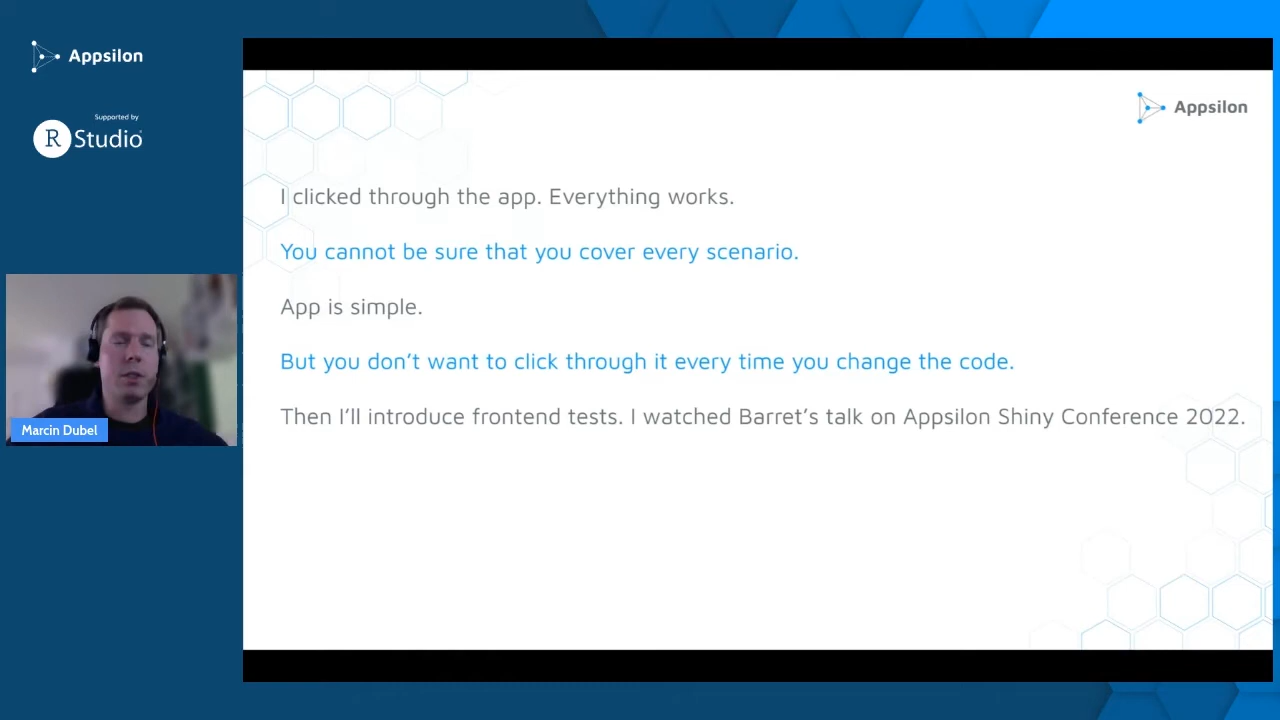 Appsilon
Supported by
R Studio
Appsilon
I clicked through the app. Everything works.
You cannot be sure that you cover every scenario.
App is simple.
But you don't want to click through it every time you change the code.
Then I'll introduce frontend tests. I watched Barret's talk on Appsilon Shiny Conference 2022.
Marcin Dubel